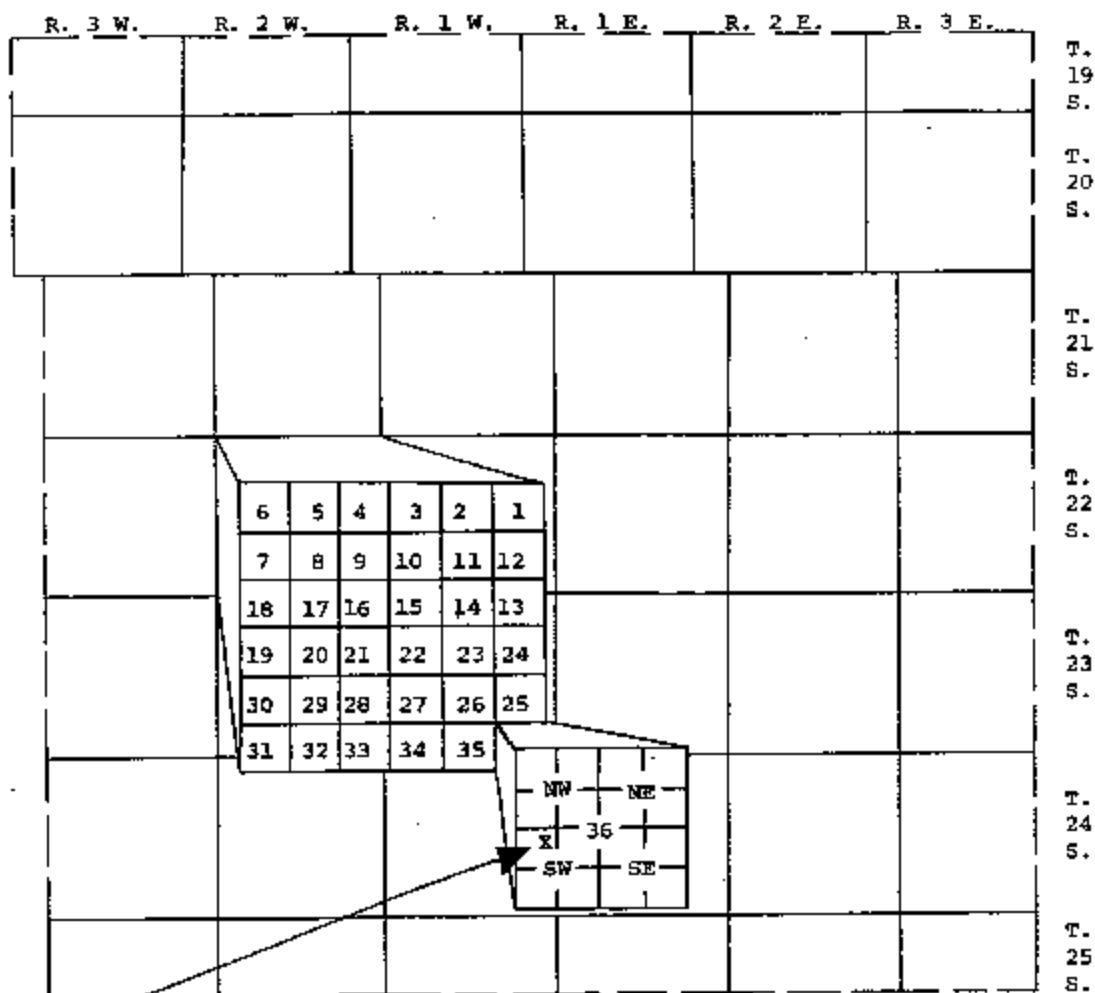 R. 3 W. R. 2 W. R. 1 W. R. 1 E. R. 2 E. R. 3 E.
T.
19
S.
T.
20
S.
T.
21
S.
T.
22
S.
6 5 4 3 2 1
7 8 9 10 11 12
18 17 16 15 14 13
T.
23
S.
19 20 21 22 23 24
30 29 28 27 26 25
31 32 33 34 35
NW NE
36
X
SW SE
T.
24
S.
T.
25
S.